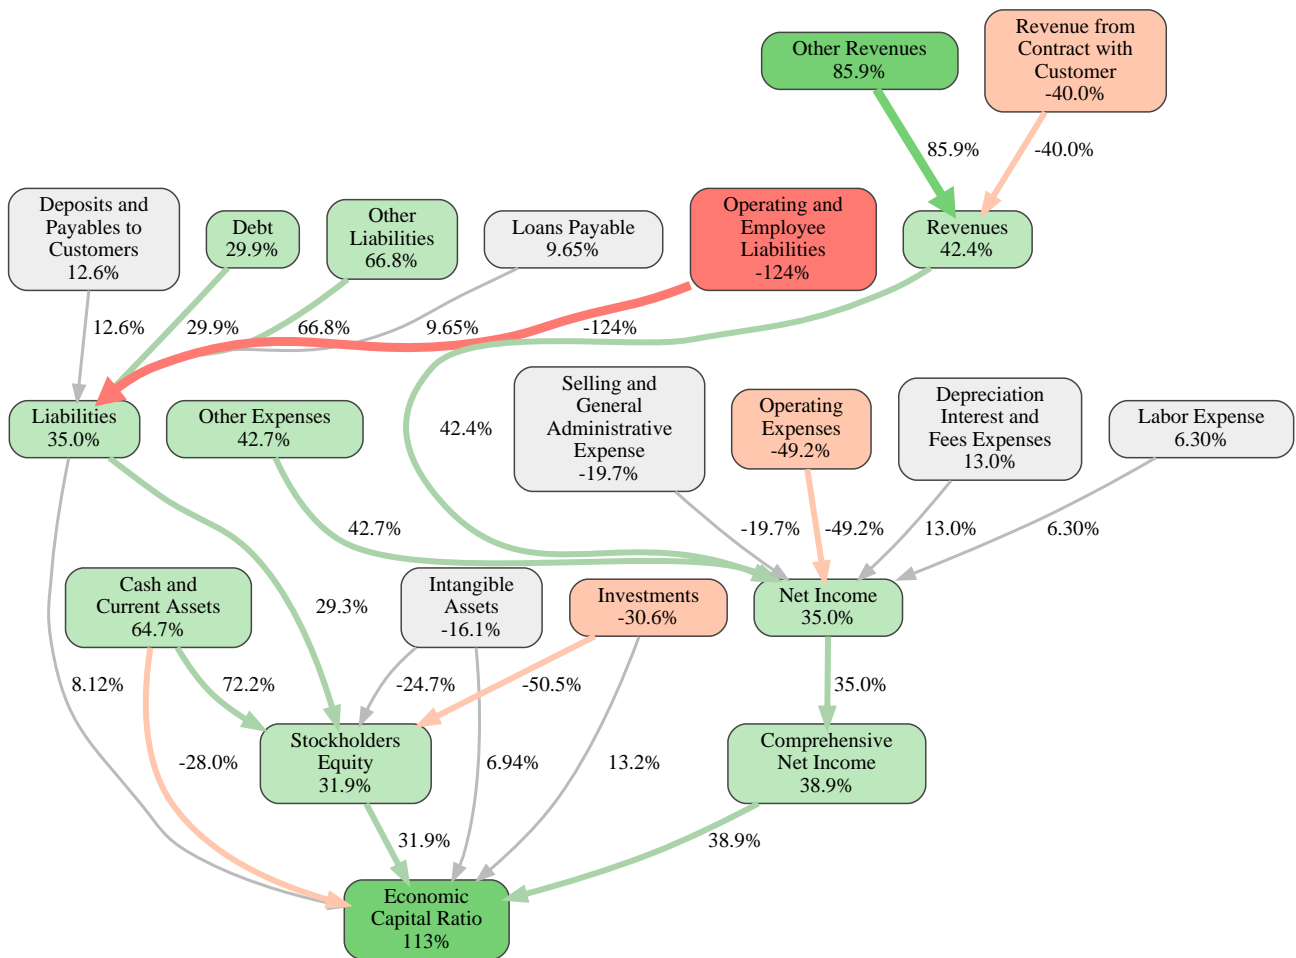 Other Revenues
85.9%
Revenue from
Contract with
Customer
-40.0%
85.9%
-40.0%
Deposits and
Payables to
Customers
12.6%
Debt
29.9%
Other
Liabilities
66.8%
Loans Payable
9.65%
Operating and
Employee
Liabilities
-124%
Revenues
42.4%
12.6%
29.9%
66.8%
9.65%
-124%
Liabilities
35.0%
Other Expenses
42.7%
42.4%
Selling and
General
Administrative
Expense
-19.7%
Operating
Expenses
-49.2%
Depreciation
Interest and
Fees Expenses
13.0%
Labor Expense
6.30%
42.7%
-19.7%
-49.2%
13.0%
6.30%
Cash and
Current Assets
64.7%
29.3%
Intangible
Assets
-16.1%
Investments
-30.6%
Net Income
35.0%
8.12%
72.2%
-24.7%
-50.5%
35.0%
-28.0%
Stockholders
Equity
31.9%
6.94%
13.2%
Comprehensive
Net Income
38.9%
31.9%
38.9%
Economic
Capital Ratio
113%